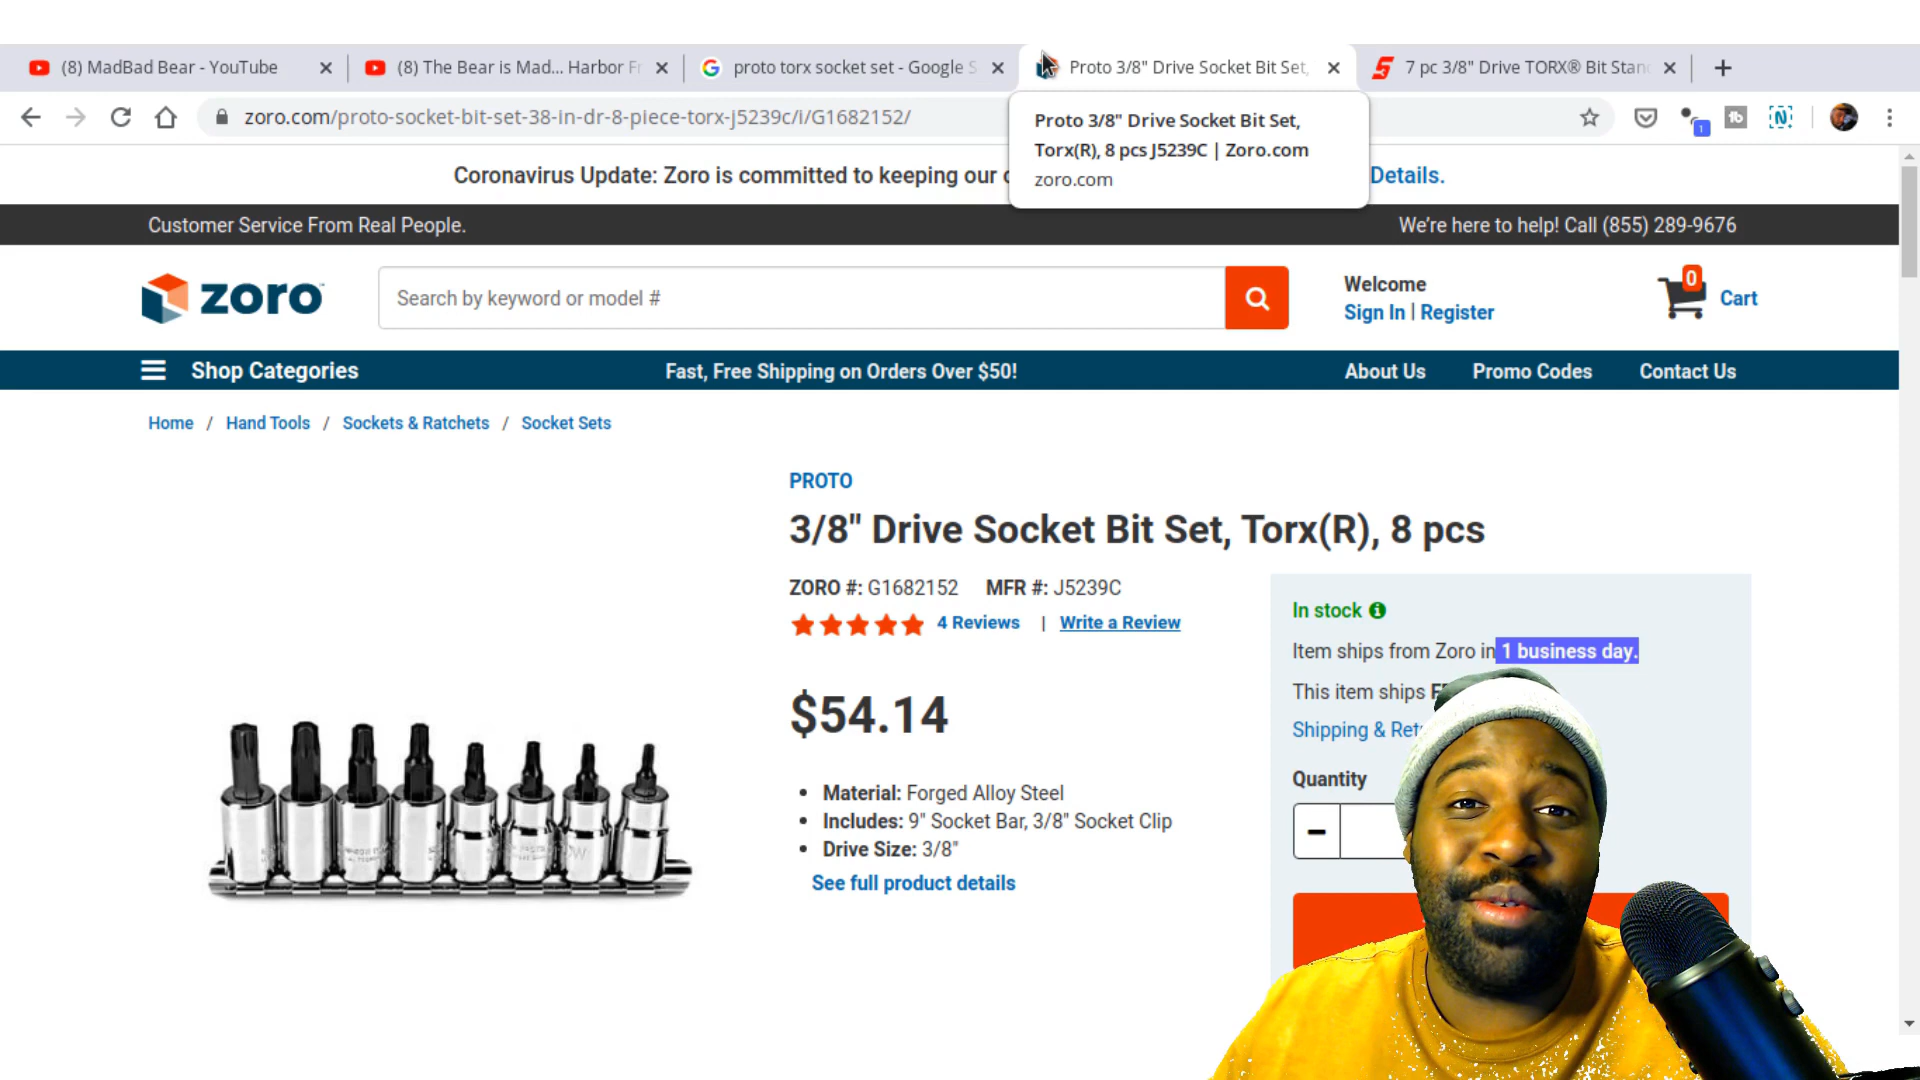 (8) MadBad Bear - YouTube
(8) The Bear is Mad... Harbor Fr
proto torx socket set - Google S
Proto 3/8" Drive Socket Bit Set,
7 pc 3/8" Drive TORX® Bit Stan
zoro.com/proto-socket-bit-set-38-in-dr-8-piece-torx-j5239c/i/G1682152/
1
Proto 3/8" Drive Socket Bit Set,
Torx(R), 8 pcs J5239C | Zoro.com
zoro.com
Coronavirus Update: Zoro is committed to keeping our
Details.
Customer Service From Real People.
We're here to help! Call (855) 289-9676
zoro
Search by keyword or model #
Welcome
Sign In | Register
0
Cart
Shop Categories
Fast, Free Shipping on Orders Over $50!
About Us
Promo Codes
Contact Us
Home / Hand Tools / Sockets & Ratchets / Socket Sets
PROTO
3/8" Drive Socket Bit Set, Torx(R), 8 pcs
ZORO #: G1682152 MFR #: J5239C
4 Reviews | Write a Review
$54.14
• Material: Forged Alloy Steel
• Includes: 9" Socket Bar, 3/8" Socket Clip
• Drive Size: 3/8"
See full product details
In stock
Item ships from Zoro in 1 business day.
This item ships
Shipping &
Quantity